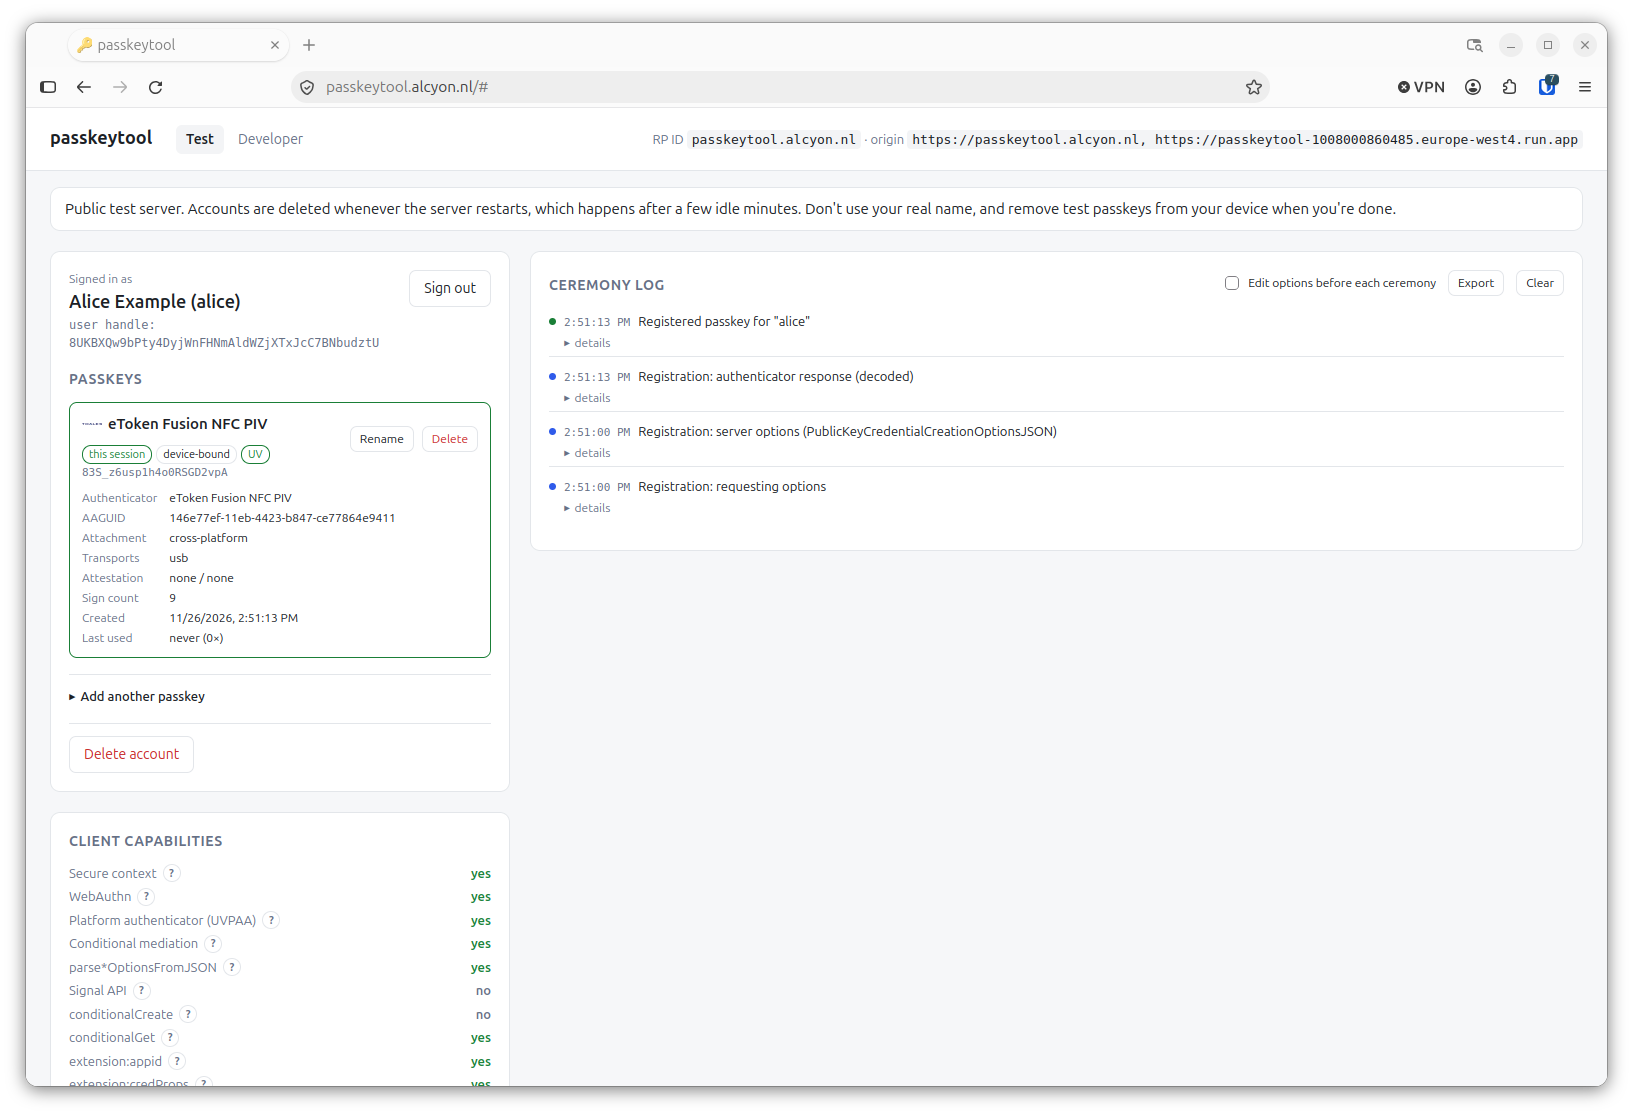 passkeytool
passkeytool.alcyon.nl/#
VPN
7
passkeytool
Test
Developer
RP ID passkeytool.alcyon.nl · origin https://passkeytool.alcyon.nl, https://passkeytool-1008000860485.europe-west4.run.app
Public test server. Accounts are deleted whenever the server restarts, which happens after a few idle minutes. Don't use your real name, and remove test passkeys from your device when you're done.
Signed in as
Alice Example (alice)
user handle:
8UKBXQw9bPty4DyjWnFHNmAldWZjXTxJcC7BNbudztU
Sign out
PASSKEYS
THALES eToken Fusion NFC PIV
this session device-bound UV
83S_z6usp1h4o0RSGD2vpA
Rename
Delete
Authenticator eToken Fusion NFC PIV
AAGUID 146e77ef-11eb-4423-b847-ce77864e9411
Attachment cross-platform
Transports usb
Attestation none / none
Sign count 9
Created 11/26/2026, 2:51:13 PM
Last used never (0×)
▸ Add another passkey
Delete account
CLIENT CAPABILITIES
Secure context ? yes
WebAuthn ? yes
Platform authenticator (UVPAA) ? yes
Conditional mediation ? yes
parse*OptionsFromJSON ? yes
Signal API ? no
conditionalCreate ? no
conditionalGet ? yes
extension:appid ? yes
extension:credProps ? yes
CEREMONY LOG
Edit options before each ceremony
Export
Clear
2:51:13 PM Registered passkey for "alice"
▸ details
2:51:13 PM Registration: authenticator response (decoded)
▸ details
2:51:00 PM Registration: server options (PublicKeyCredentialCreationOptionsJSON)
▸ details
2:51:00 PM Registration: requesting options
▸ details